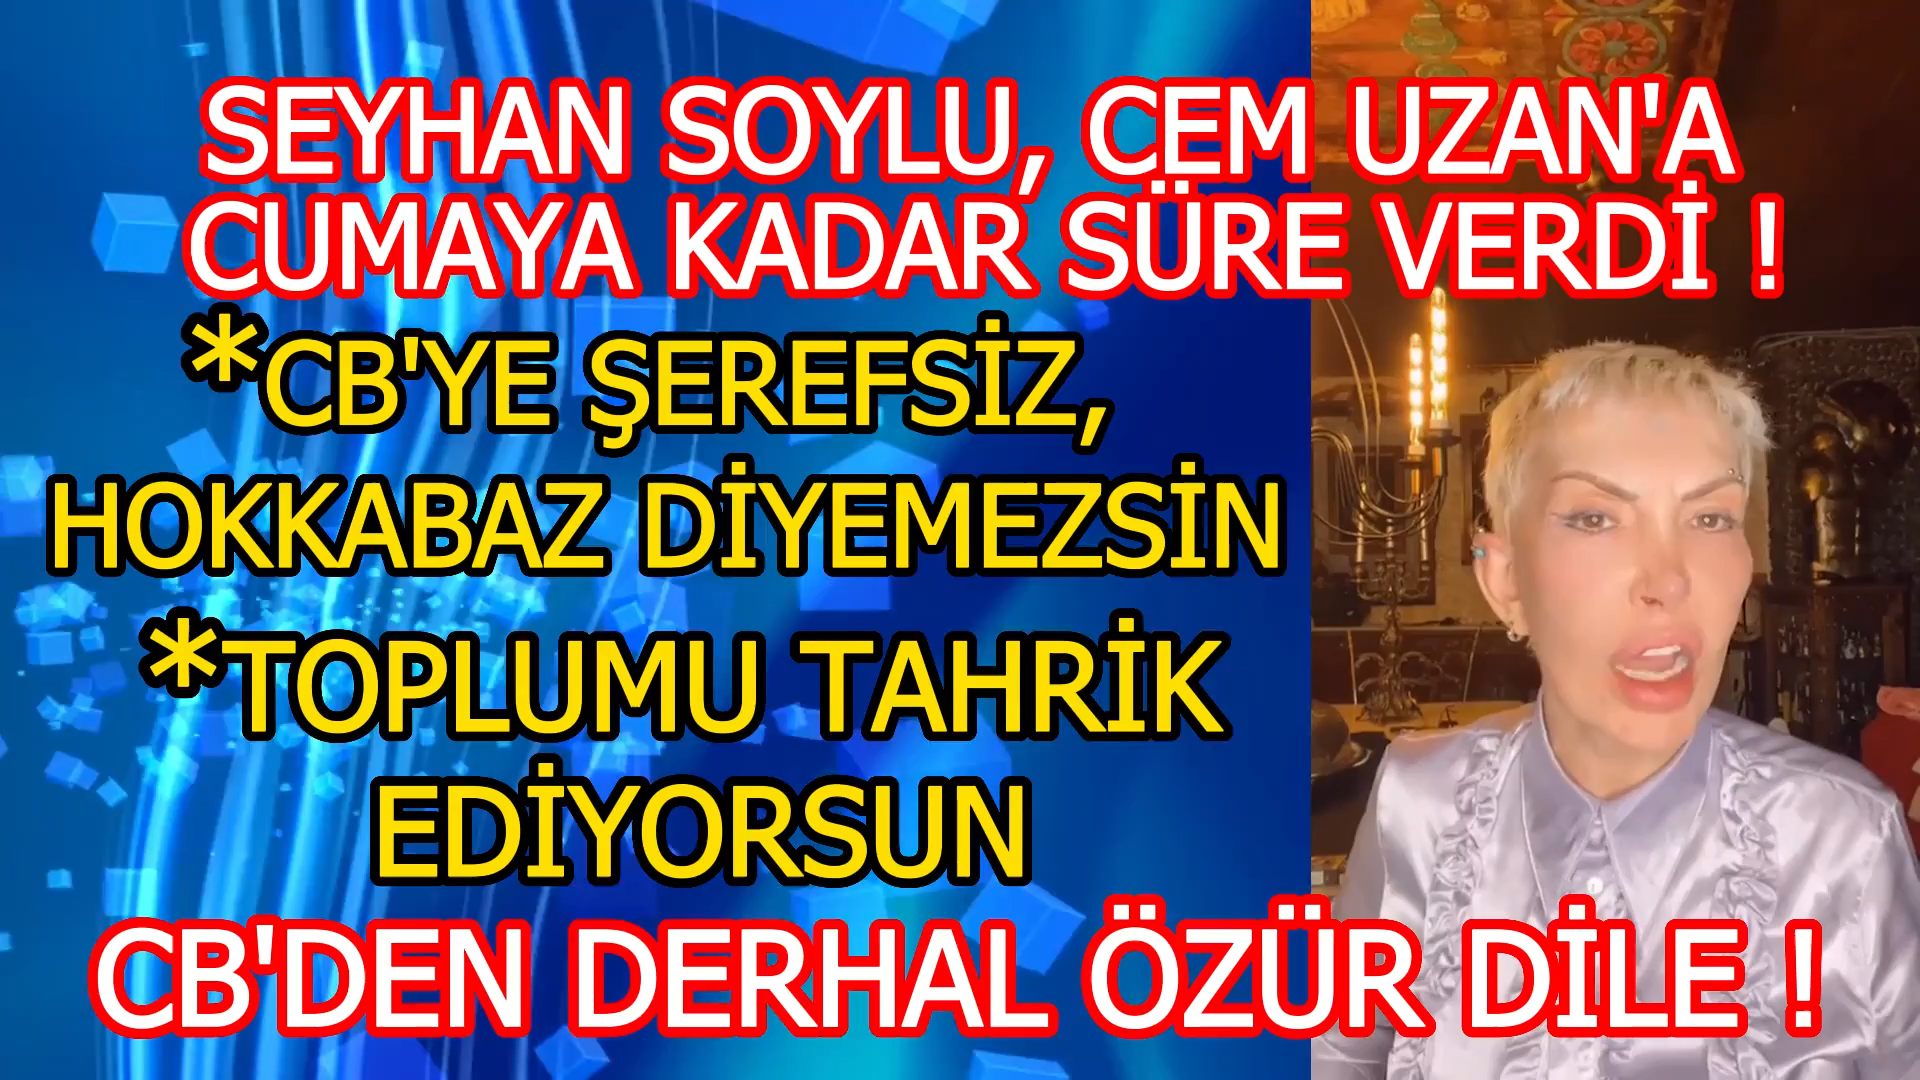 SEYHAN SOYLU, CEM UZAN'A
CUMAYA KADAR SÜRE VERDİ !
*CB'YE ŞEREFSİZ,
HOKKABAZ DİYEMEZSİN
*TOPLUMU TAHRİK
EDİYORSUN
CB'DEN DERHAL ÖZÜR DİLE !